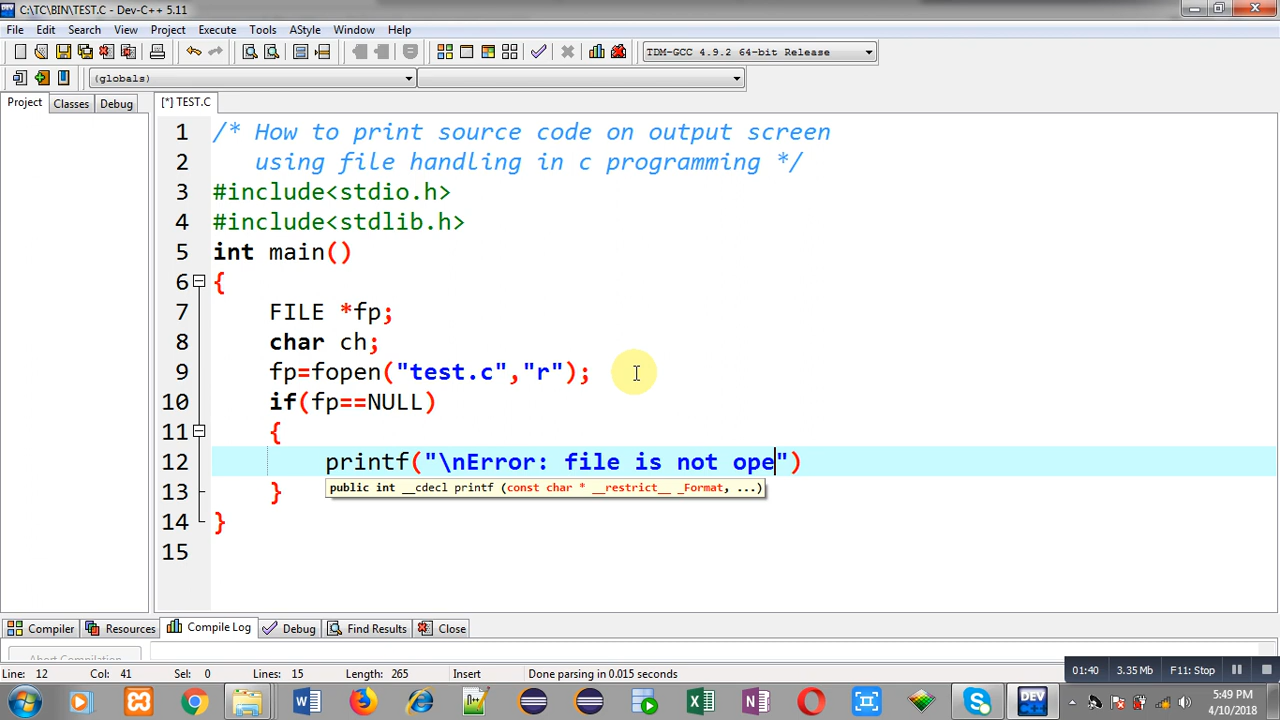 C:\TC\BIN\TEST.C - Dev-C++ 5.11
File Edit Search View Project Execute Tools AStyle Window Help
TDM-GCC 4.9.2 64-bit Release
(globals)
Project Classes Debug [*] TEST.C
1 /* How to print source code on output screen
2 using file handling in c programming */
3 #include<stdio.h>
4 #include<stdlib.h>
5 int main()
6 {
7 FILE *fp;
8 char ch;
9 fp=fopen("test.c","r");
10 if(fp==NULL)
11 {
12 printf("\nError: file is not ope")
public int __cdecl printf (const char * __restrict__ _Format, ...)
13 }
14 }
15
Compiler Resources Compile Log Debug Find Results Close
Abort Compilation
Line: 12 Col: 41 Sel: 0 Lines: 15 Length: 265 Insert Done parsing in 0.015 seconds
01:40 3.35 Mb F11: Stop
5:49 PM
4/10/2018